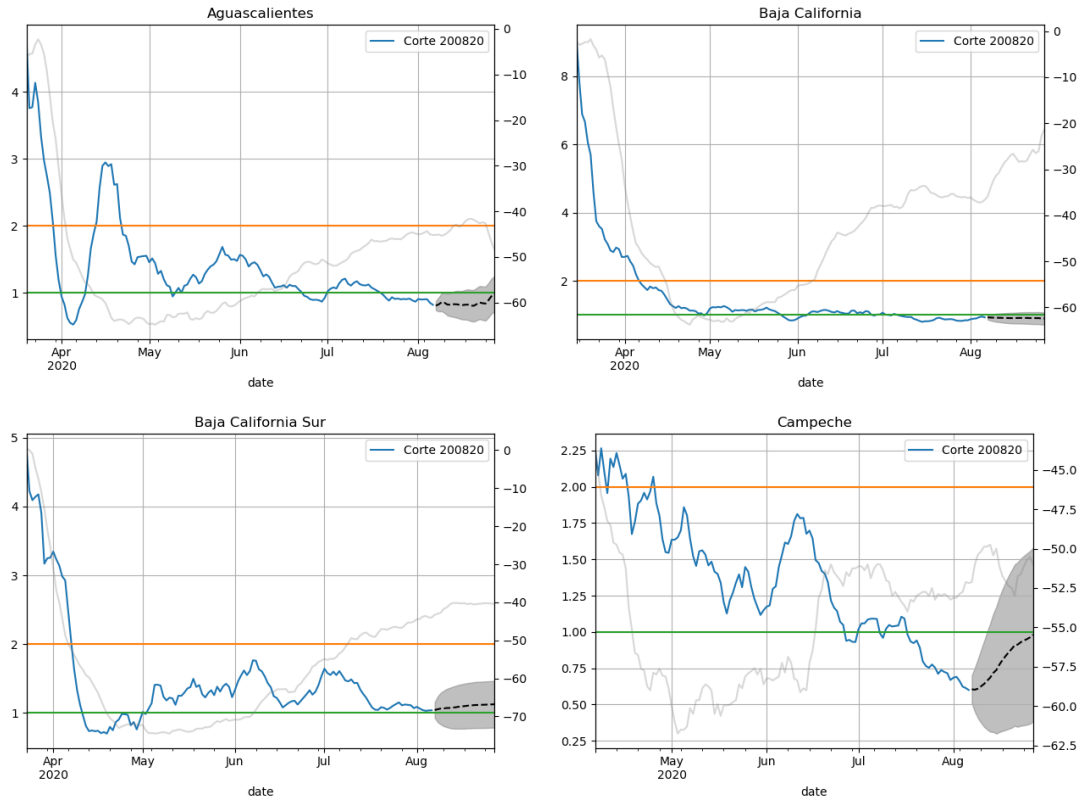 Aguascalientes
Corte 200820
4
3
2
1
0
−10
−20
−30
−40
−50
−60
Apr
2020
May
Jun
Jul
Aug
date
Baja California
Corte 200820
8
6
4
2
0
−10
−20
−30
−40
−50
−60
Apr
2020
May
Jun
Jul
Aug
date
Baja California Sur
Corte 200820
5
4
3
2
1
0
−10
−20
−30
−40
−50
−60
−70
Apr
2020
May
Jun
Jul
Aug
date
Campeche
Corte 200820
2.25
2.00
1.75
1.50
1.25
1.00
0.75
0.50
0.25
−45.0
−47.5
−50.0
−52.5
−55.0
−57.5
−60.0
−62.5
May
2020
Jun
Jul
Aug
date